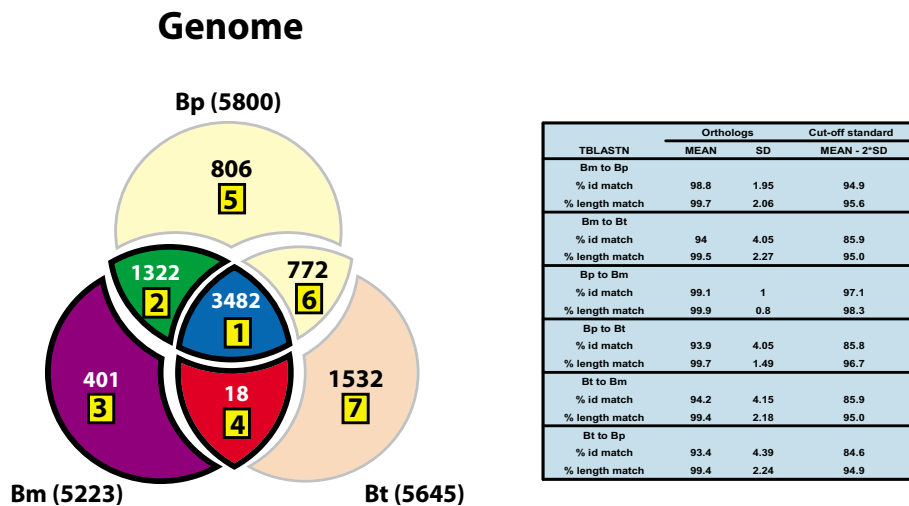 Genome
Bp (5800)
806
5
1322
2
772
6
3482
1
401
3
18
4
1532
7
Bm (5223)
Bt (5645)
Orthologs Cut-off standard
TBLASTN MEAN SD MEAN - 2*SD
Bm to Bp
% id match 98.8 1.95 94.9
% length match 99.7 2.06 95.6
Bm to Bt
% id match 94 4.05 85.9
% length match 99.5 2.27 95.0
Bp to Bm
% id match 99.1 1 97.1
% length match 99.9 0.8 98.3
Bp to Bt
% id match 93.9 4.05 85.8
% length match 99.7 1.49 96.7
Bt to Bm
% id match 94.2 4.15 85.9
% length match 99.4 2.18 95.0
Bt to Bp
% id match 93.4 4.39 84.6
% length match 99.4 2.24 94.9